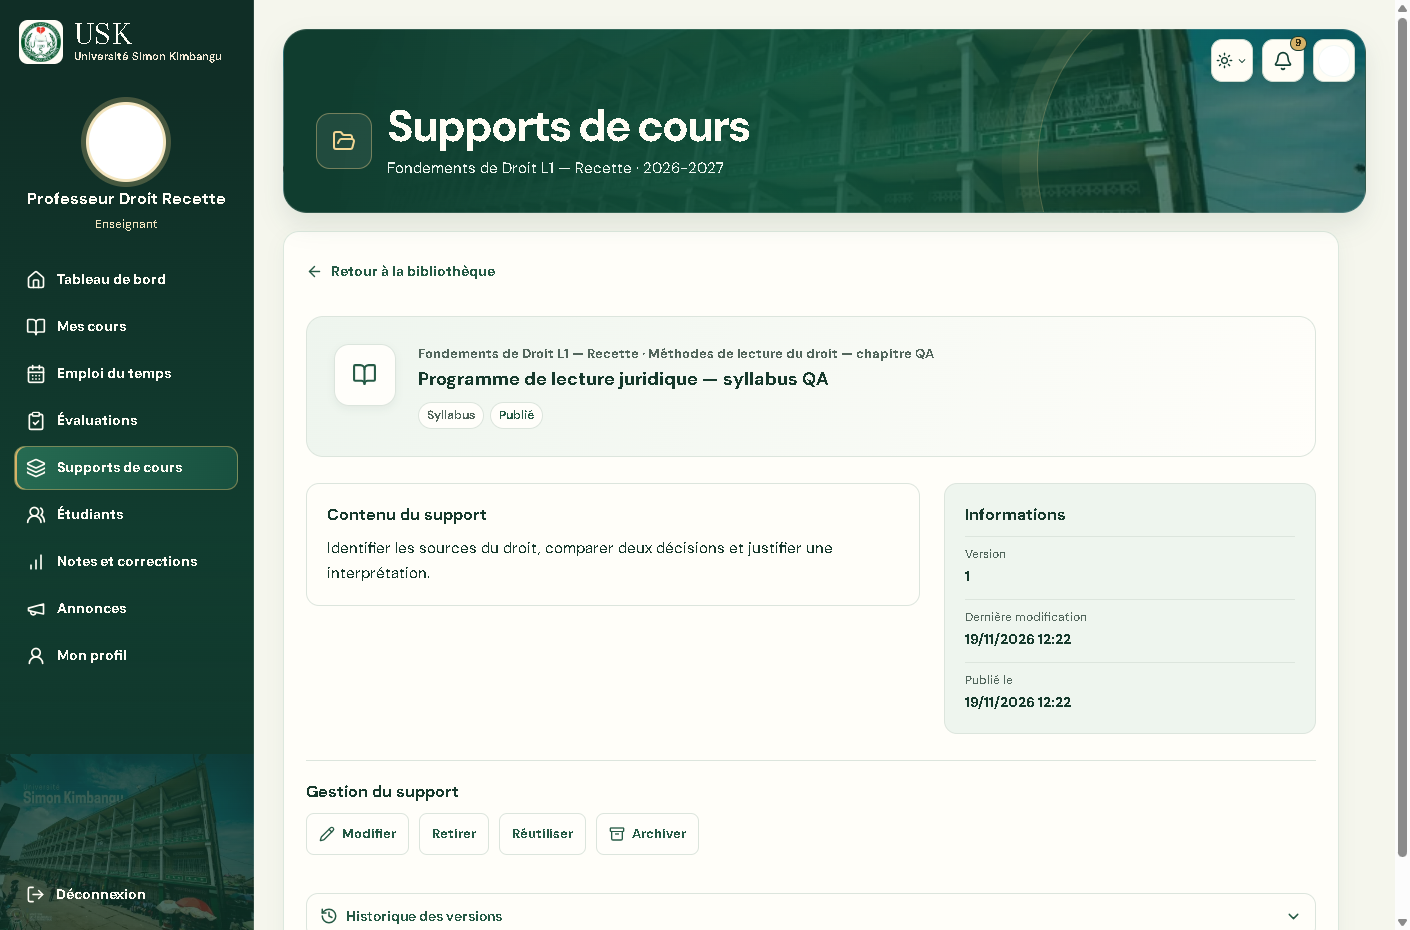 USK
Université Simon Kimbangu
Professeur Droit Recette
Enseignant
Tableau de bord
Mes cours
Emploi du temps
Évaluations
Supports de cours
Étudiants
Notes et corrections
Annonces
Mon profil
Simon Kimbangu
Déconnexion
9
Supports de cours
Fondements de Droit L1 — Recette · 2026-2027
Retour à la bibliothèque
Fondements de Droit L1 — Recette · Méthodes de lecture du droit — chapitre QA
Programme de lecture juridique — syllabus QA
Syllabus
Publié
Contenu du support
Identifier les sources du droit, comparer deux décisions et justifier une
interprétation.
Informations
Version
1
Dernière modification
19/11/2026 12:22
Publié le
19/11/2026 12:22
Gestion du support
Modifier
Retirer
Réutiliser
Archiver
Historique des versions